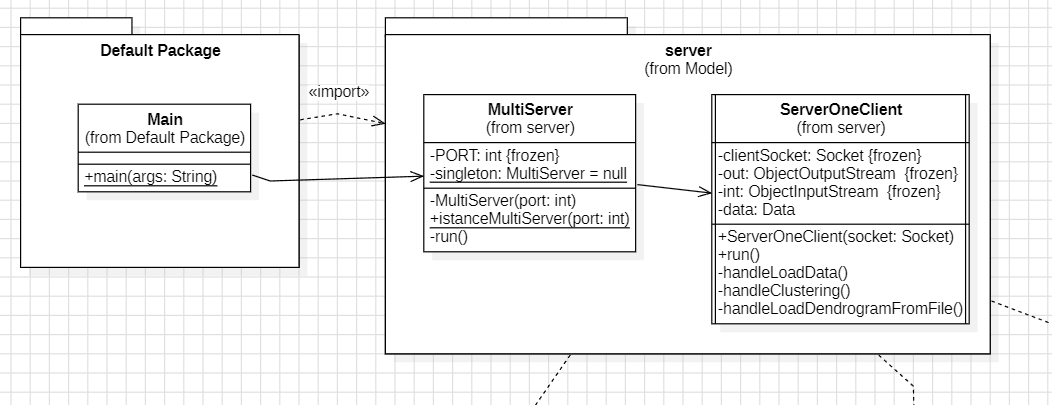 Default Package
Main
(from Default Package)
+main(args: String)
«import»
server
(from Model)
MultiServer
(from server)
-PORT: int {frozen}
-singleton: MultiServer = null
-MultiServer(port: int)
+istanceMultiServer(port: int)
-run()
ServerOneClient
(from server)
-clientSocket: Socket {frozen}
-out: ObjectOutputStream {frozen}
-int: ObjectInputStream {frozen}
-data: Data
+ServerOneClient(socket: Socket)
+run()
-handleLoadData()
-handleClustering()
-handleLoadDendrogramFromFile()